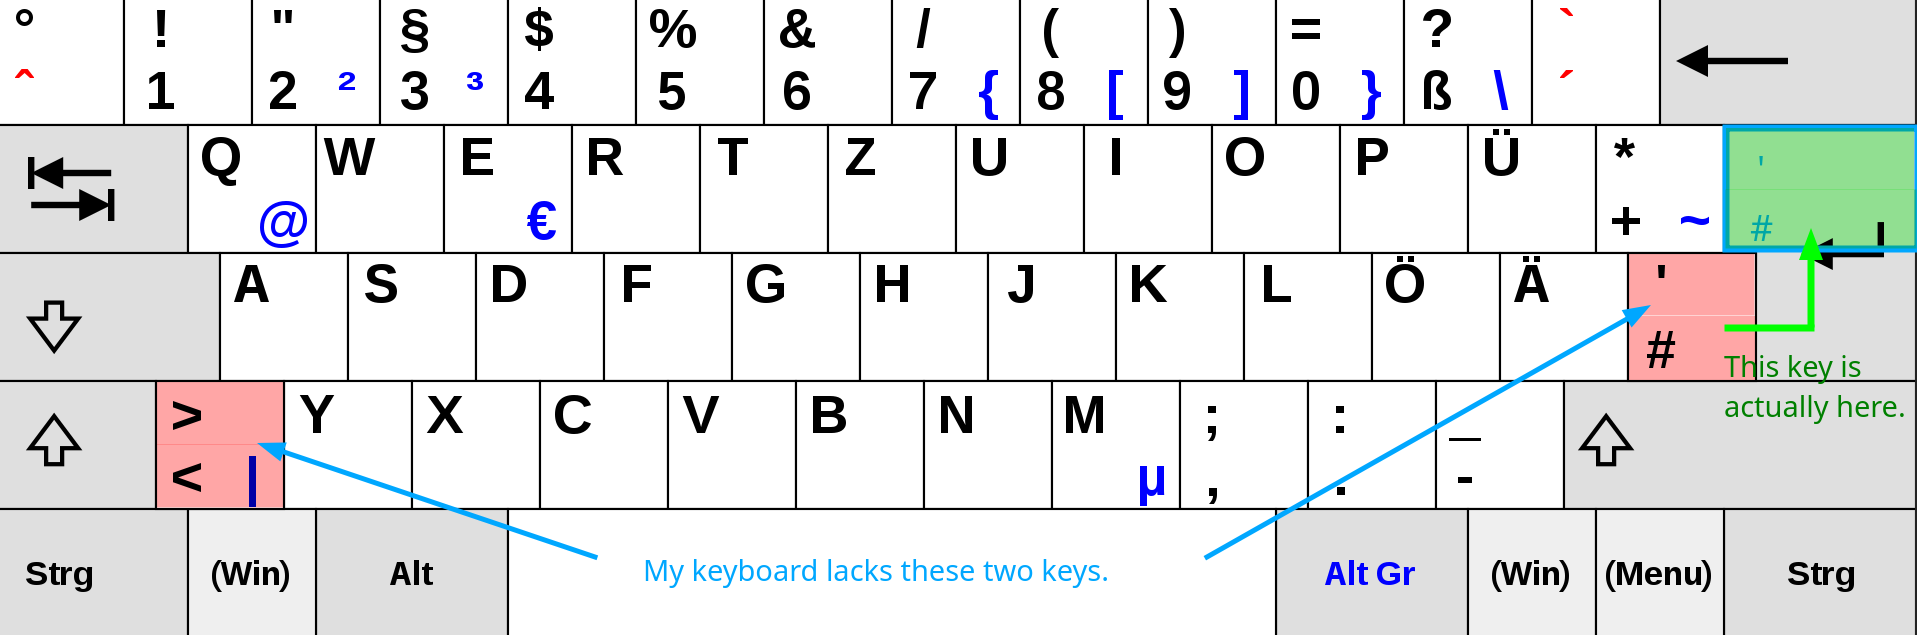 ° ! " § $ % & / ( ) = ? `
^ 1 2 ² 3 ³ 4 5 6 7 { 8 [ 9 ] 0 } ß \ ´
Q W E R T Z U I O P Ü * '
@ € + ~ #
A S D F G H J K L Ö Ä '
#
This key is
actually here.
> Y X C V B N M ; : _
< | µ , . -
Strg (Win) Alt My keyboard lacks these two keys. Alt Gr (Win) (Menu) Strg